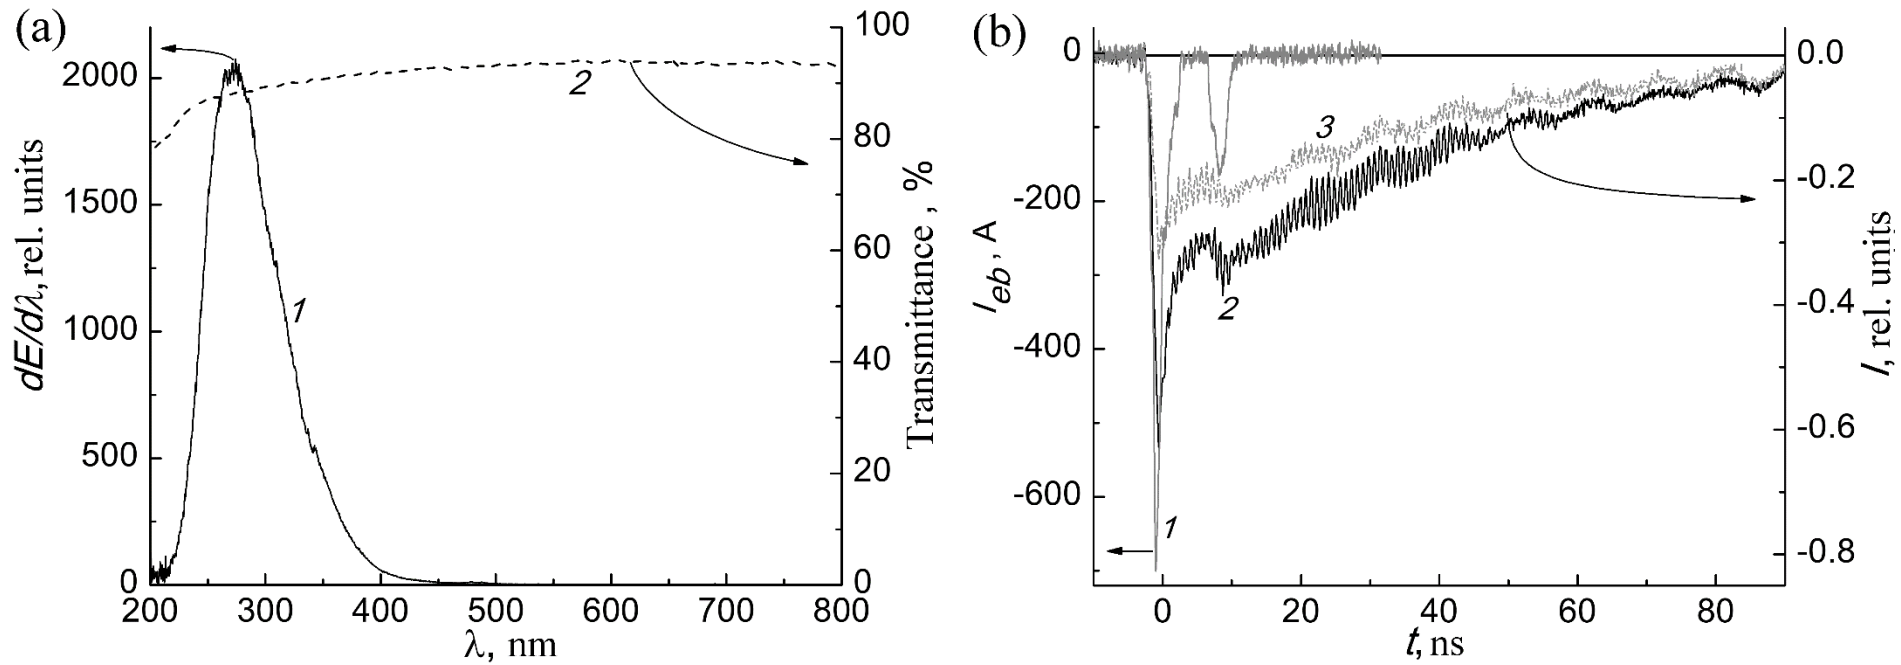 (a)
dE/dλ, rel. units
2000
1500
1000
500
0
200 300 400 500 600 700 800
λ, nm
100
80
60
40
20
0
Transmittance , %
1
2
(b)
I_eb, A
0
-200
-400
-600
0 20 40 60 80
t, ns
0.0
-0.2
-0.4
-0.6
-0.8
I, rel. units
3
2
1